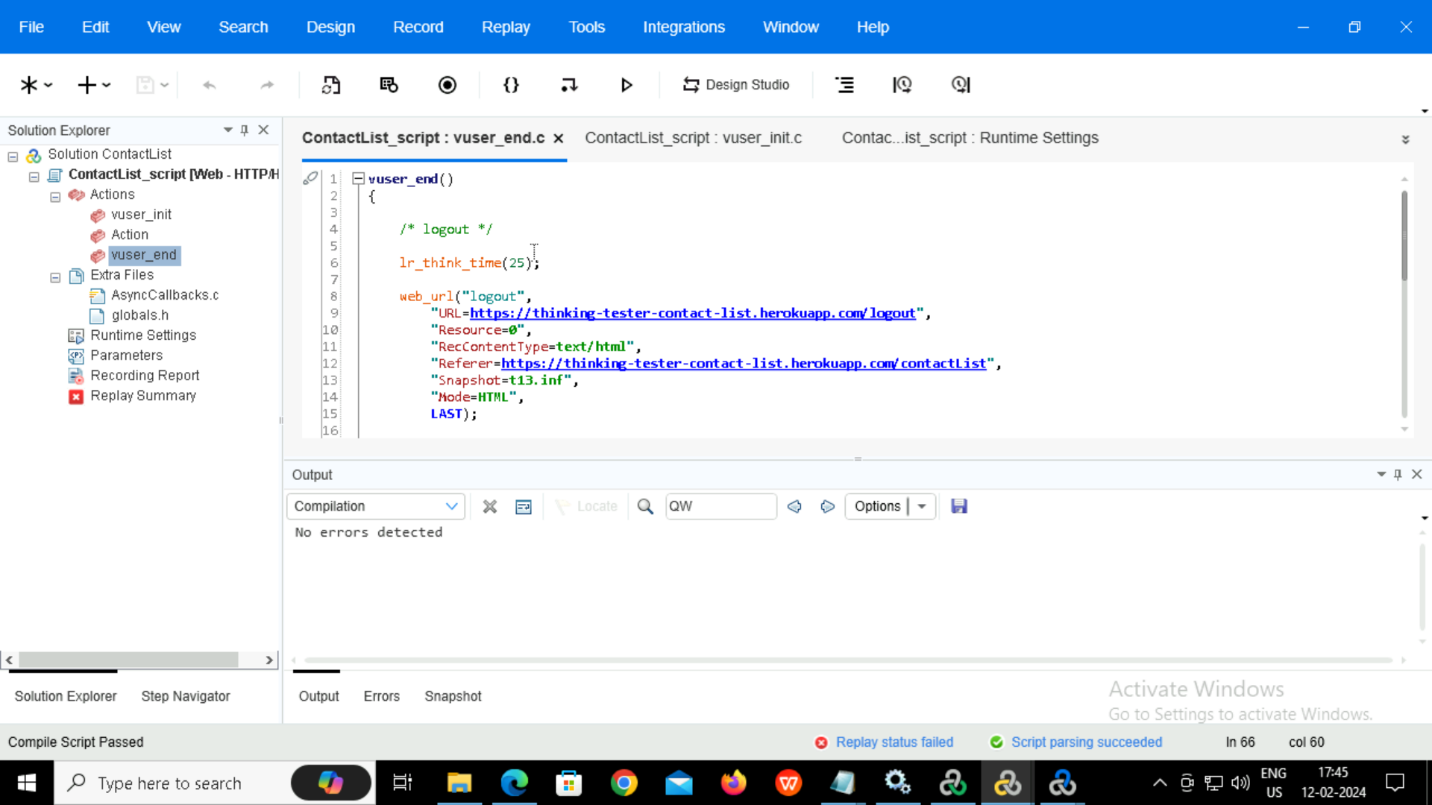 File Edit View Search Design Record Replay Tools Integrations Window Help
Design Studio
Solution Explorer
Solution ContactList
ContactList_script [Web - HTTP/H
Actions
vuser_init
Action
vuser_end
Extra Files
AsyncCallbacks.c
globals.h
Runtime Settings
Parameters
Recording Report
Replay Summary
Solution Explorer Step Navigator
ContactList_script : vuser_end.c ContactList_script : vuser_init.c Contac...ist_script : Runtime Settings
1 vuser_end()
2 {
3
4 /* logout */
5
6 lr_think_time(25);
7
8 web_url("logout",
9 "URL=https://thinking-tester-contact-list.herokuapp.com/logout",
10 "Resource=0",
11 "RecContentType=text/html",
12 "Referer=https://thinking-tester-contact-list.herokuapp.com/contactList",
13 "Snapshot=t13.inf",
14 "Mode=HTML",
15 LAST);
16
Output
Compilation Locate QW Options
No errors detected
Output Errors Snapshot
Activate Windows
Go to Settings to activate Windows.
Compile Script Passed Replay status failed Script parsing succeeded ln 66 col 60
Type here to search
ENG
US
17:45
12-02-2024